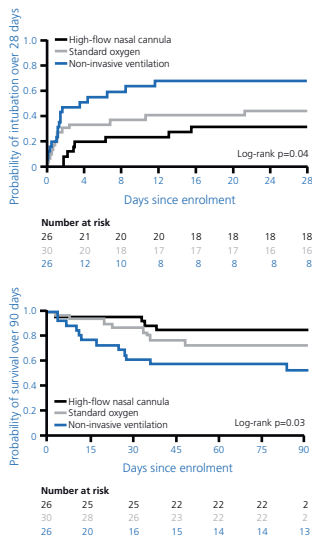 Probability of intubation over 28 days
1.0
0.8
0.6
0.4
0.2
0
High-flow nasal cannula
Standard oxygen
Non-invasive ventilation
Log-rank p=0.04
0 4 8 12 16 20 24 28
Days since enrolment
Number at risk
26 21 20 20 18 18 18 18
30 20 18 17 17 17 16 16
26 12 10 8 8 8 8 8
Probability of survival over 90 days
1.0
0.8
0.6
0.4
0.2
0
High-flow nasal cannula
Standard oxygen
Non-invasive ventilation
Log-rank p=0.03
0 15 30 45 60 75 90
Days since enrolment
Number at risk
26 25 25 22 22 22 2
30 28 26 23 22 22 2
26 20 16 15 14 14 13